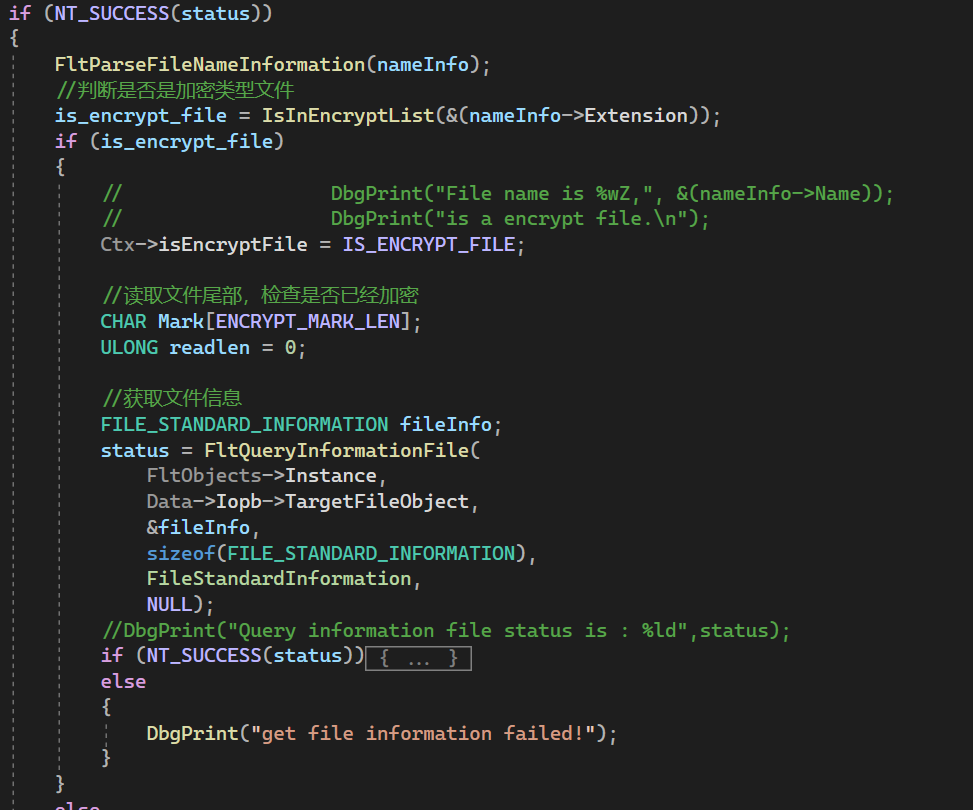 if (NT_SUCCESS(status))
{
FltParseFileNameInformation(nameInfo);
//判断是否是加密类型文件
is_encrypt_file = IsInEncryptList(&(nameInfo->Extension));
if (is_encrypt_file)
{
// DbgPrint("File name is %wZ,", &(nameInfo->Name));
// DbgPrint("is a encrypt file.\n");
Ctx->isEncryptFile = IS_ENCRYPT_FILE;
//读取文件尾部，检查是否已经加密
CHAR Mark[ENCRYPT_MARK_LEN];
ULONG readlen = 0;
//获取文件信息
FILE_STANDARD_INFORMATION fileInfo;
status = FltQueryInformationFile(
FltObjects->Instance,
Data->Iopb->TargetFileObject,
&fileInfo,
sizeof(FILE_STANDARD_INFORMATION),
FileStandardInformation,
NULL);
//DbgPrint("Query information file status is : %ld",status);
if (NT_SUCCESS(status)){ ... }
else
{
DbgPrint("get file information failed!");
}
}
else